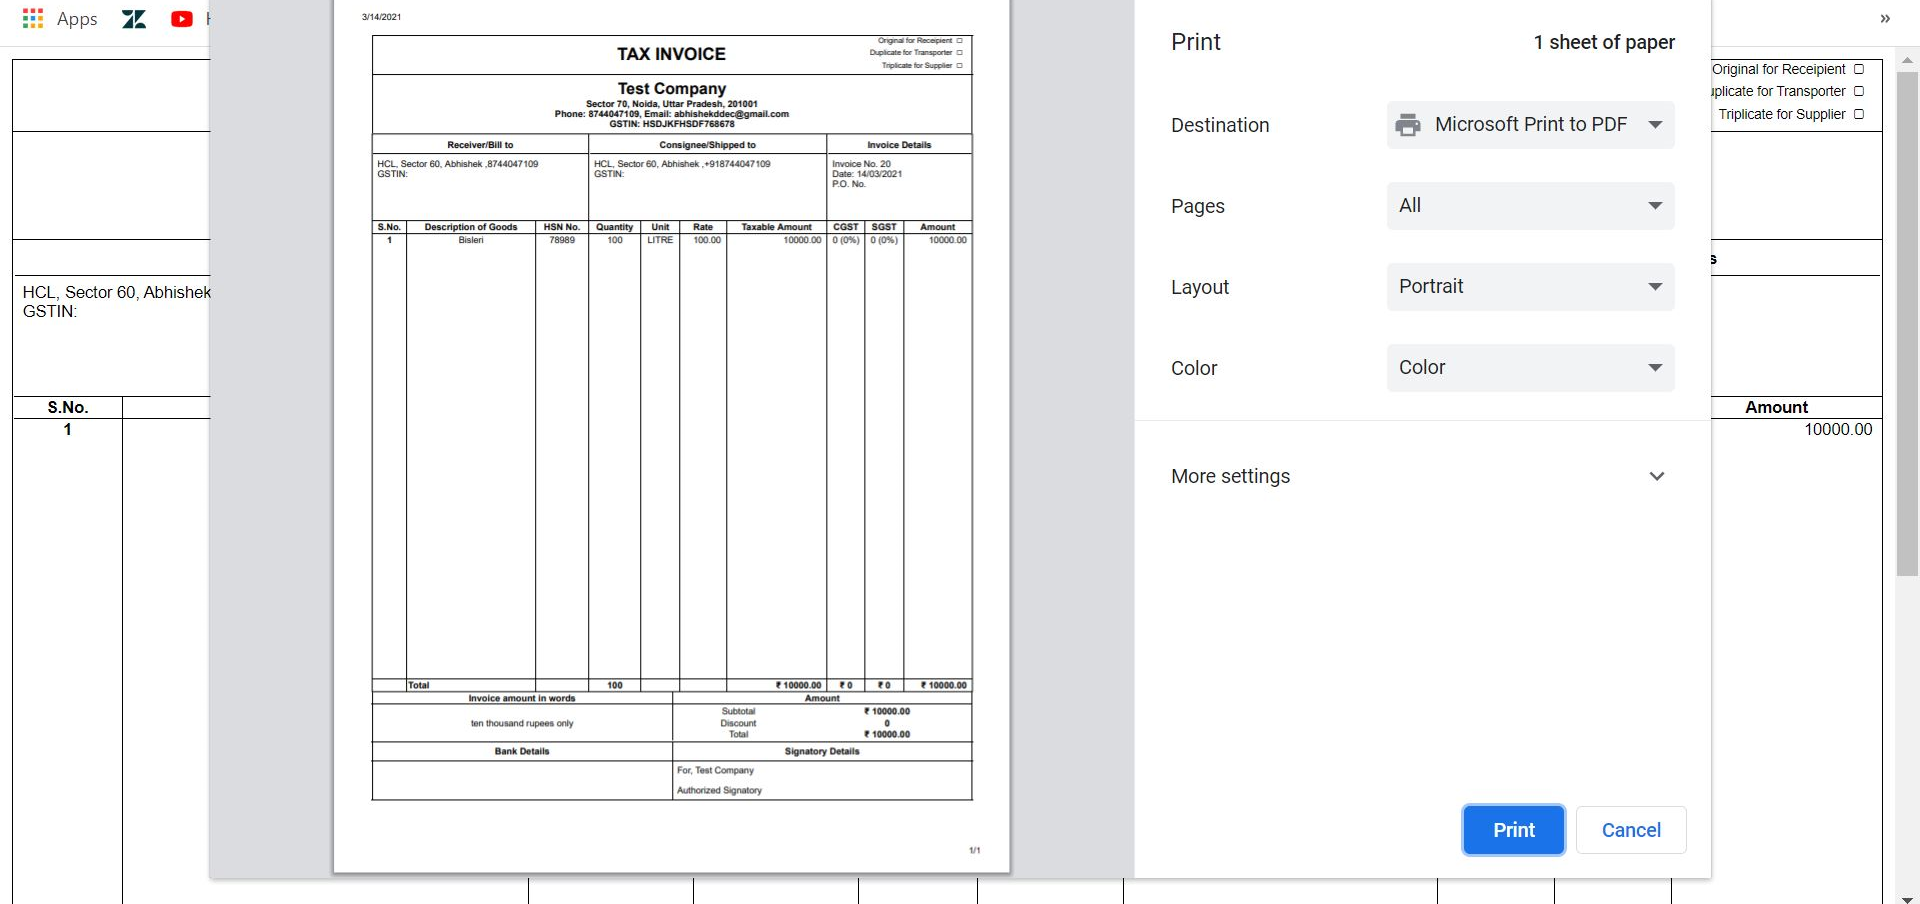 Apps
3/14/2021
Original for Receipient
TAX INVOICE
Duplicate for Transporter
Triplicate for Supplier
Test Company
Sector 70, Noida, Uttar Pradesh, 201001
Phone: 8744047109, Email: abhishekddec@gmail.com
GSTIN: HSDJKFHSDF768678
Receiver/Bill to Consignee/Shipped to Invoice Details
HCL, Sector 60, Abhishek ,8744047109 HCL, Sector 60, Abhishek ,+918744047109 Invoice No. 20
GSTIN: GSTIN: Date: 14/03/2021
P.O. No.
S.No. Description of Goods HSN No. Quantity Unit Rate Taxable Amount CGST SGST Amount
1 Bisleri 78989 100 LITRE 100.00 10000.00 0 (0%) 0 (0%) 10000.00
Total 100 ₹ 10000.00 ₹ 0 ₹ 0 ₹ 10000.00
Invoice amount in words Amount
Subtotal ₹ 10000.00
ten thousand rupees only Discount 0
Total ₹ 10000.00
Bank Details Signatory Details
For, Test Company
Authorized Signatory
1/1
Print 1 sheet of paper
Destination Microsoft Print to PDF
Pages All
Layout Portrait
Color Color
More settings
Print Cancel
»
Original for Receipient
uplicate for Transporter
Triplicate for Supplier
s
HCL, Sector 60, Abhishek
GSTIN:
S.No. Amount
1 10000.00